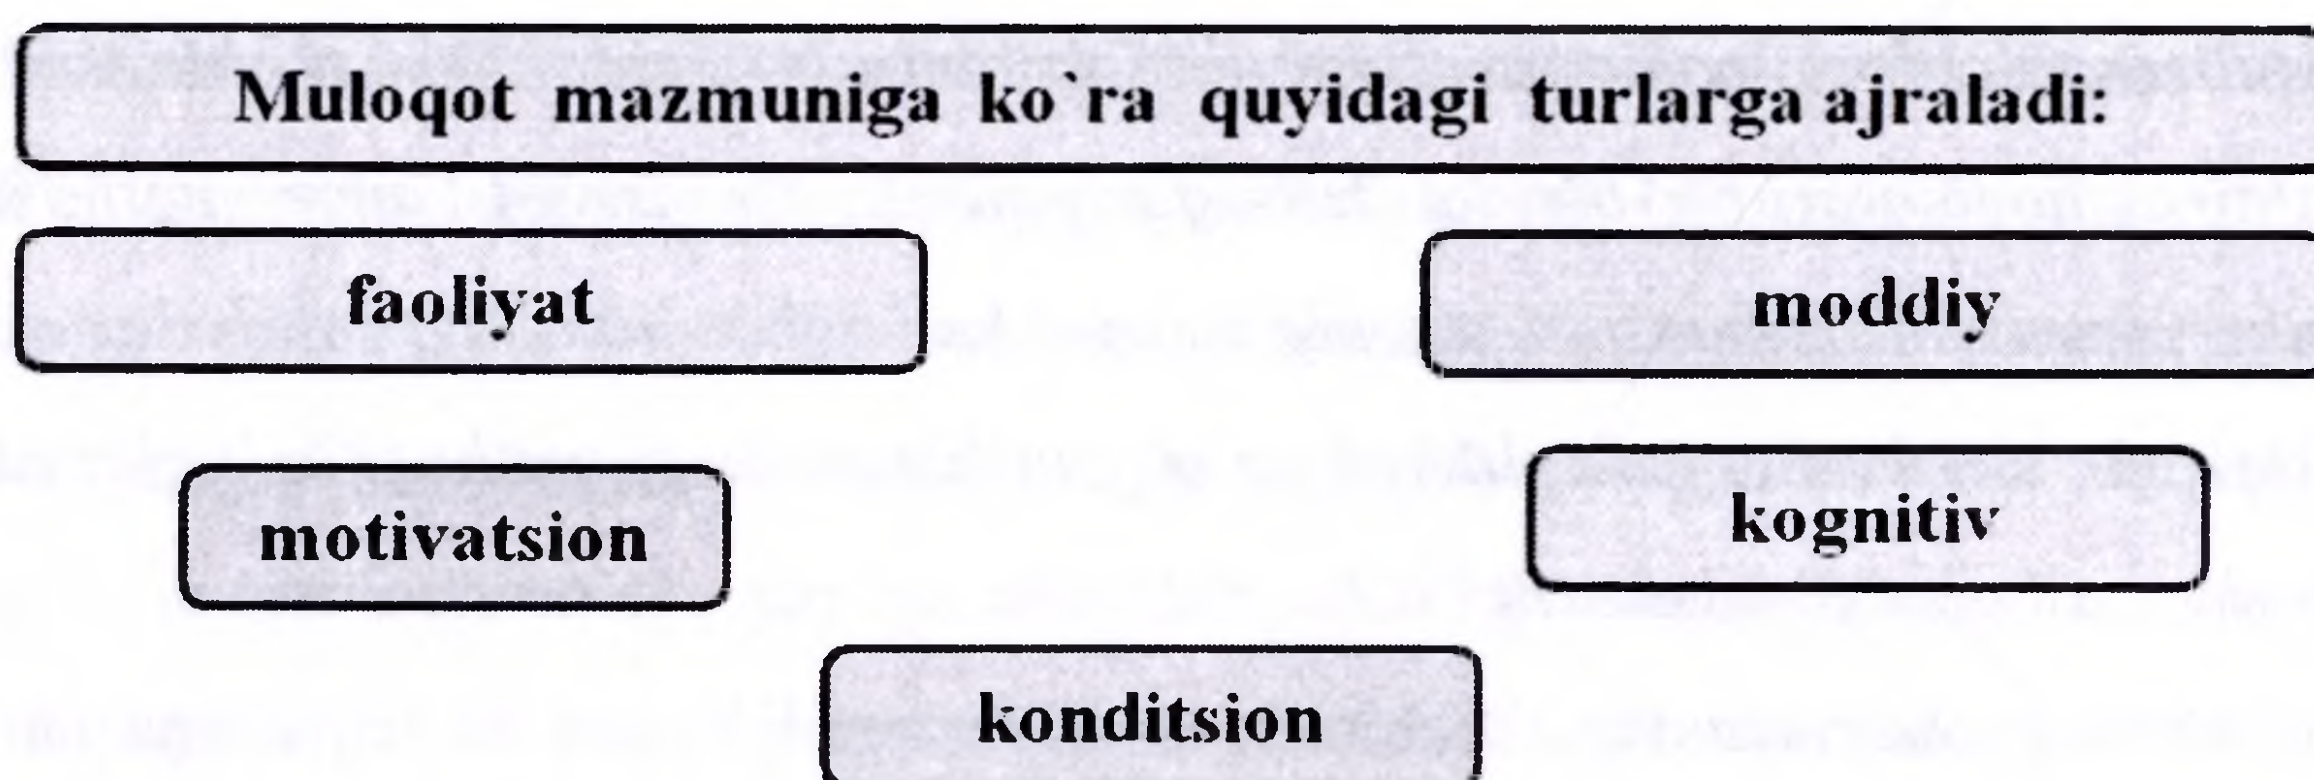 Muloqot mazmuniga ko`ra quyidagi turlarga ajraladi:
faoliyat
moddiy
motivatsion
kognitiv
konditsion